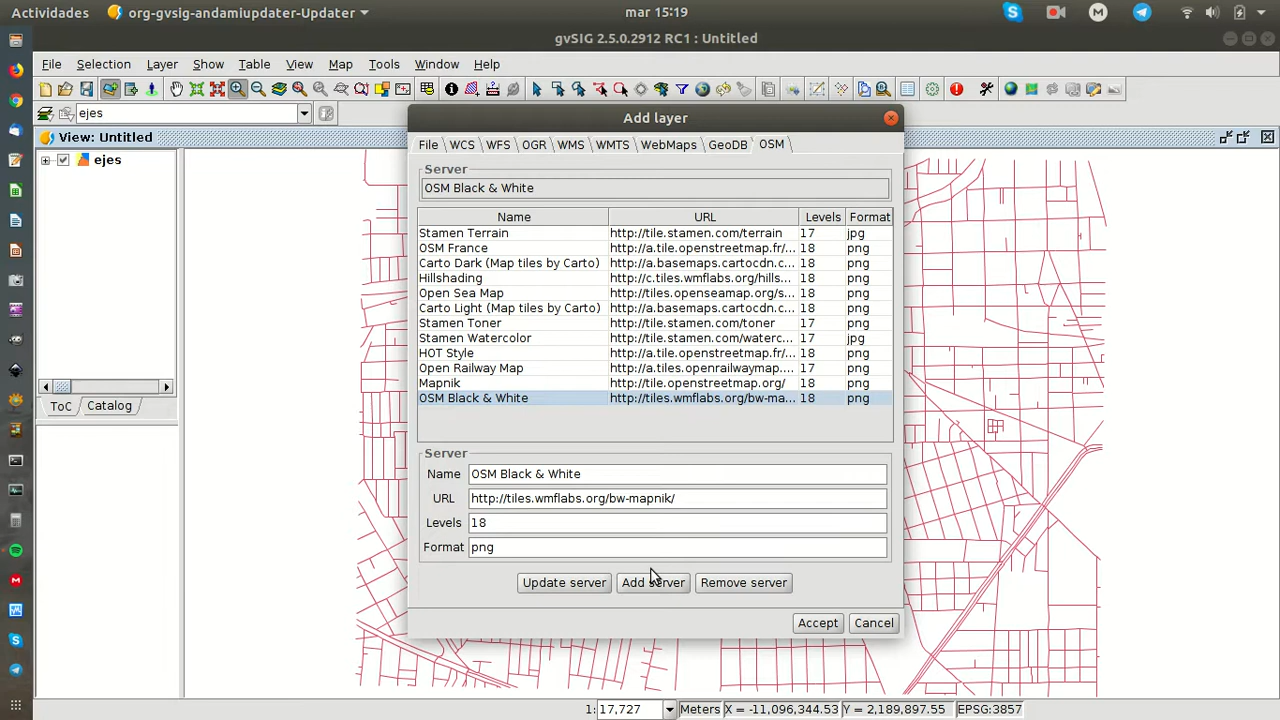 Actividades
org-gvsig-andamiupdater-Updater
mar 15:19
gvSIG 2.5.0.2912 RC1 : Untitled
File Selection Layer Show Table View Map Tools Window Help
ejes
View: Untitled
ejes
ToC Catalog
Add layer
File WCS WFS OGR WMS WMTS WebMaps GeoDB OSM
Server
OSM Black & White
Name URL Levels Format
Stamen Terrain http://tile.stamen.com/terrain 17 jpg
OSM France http://a.tile.openstreetmap.fr/... 18 png
Carto Dark (Map tiles by Carto) http://a.basemaps.cartocdn.c... 18 png
Hillshading http://c.tiles.wmflabs.org/hills... 18 png
Open Sea Map http://tiles.openseamap.org/s... 18 png
Carto Light (Map tiles by Carto) http://a.basemaps.cartocdn.c... 18 png
Stamen Toner http://tile.stamen.com/toner 17 png
Stamen Watercolor http://tile.stamen.com/waterc... 17 jpg
HOT Style http://a.tile.openstreetmap.fr/... 18 png
Open Railway Map http://a.tiles.openrailwaymap.... 18 png
Mapnik http://tile.openstreetmap.org/ 18 png
OSM Black & White http://tiles.wmflabs.org/bw-ma... 18 png
Server
Name OSM Black & White
URL http://tiles.wmflabs.org/bw-mapnik/
Levels 18
Format png
Update server Add server Remove server
Accept Cancel
1: 17,727 Meters X = -11,096,344.53 Y = 2,189,897.55 EPSG:3857